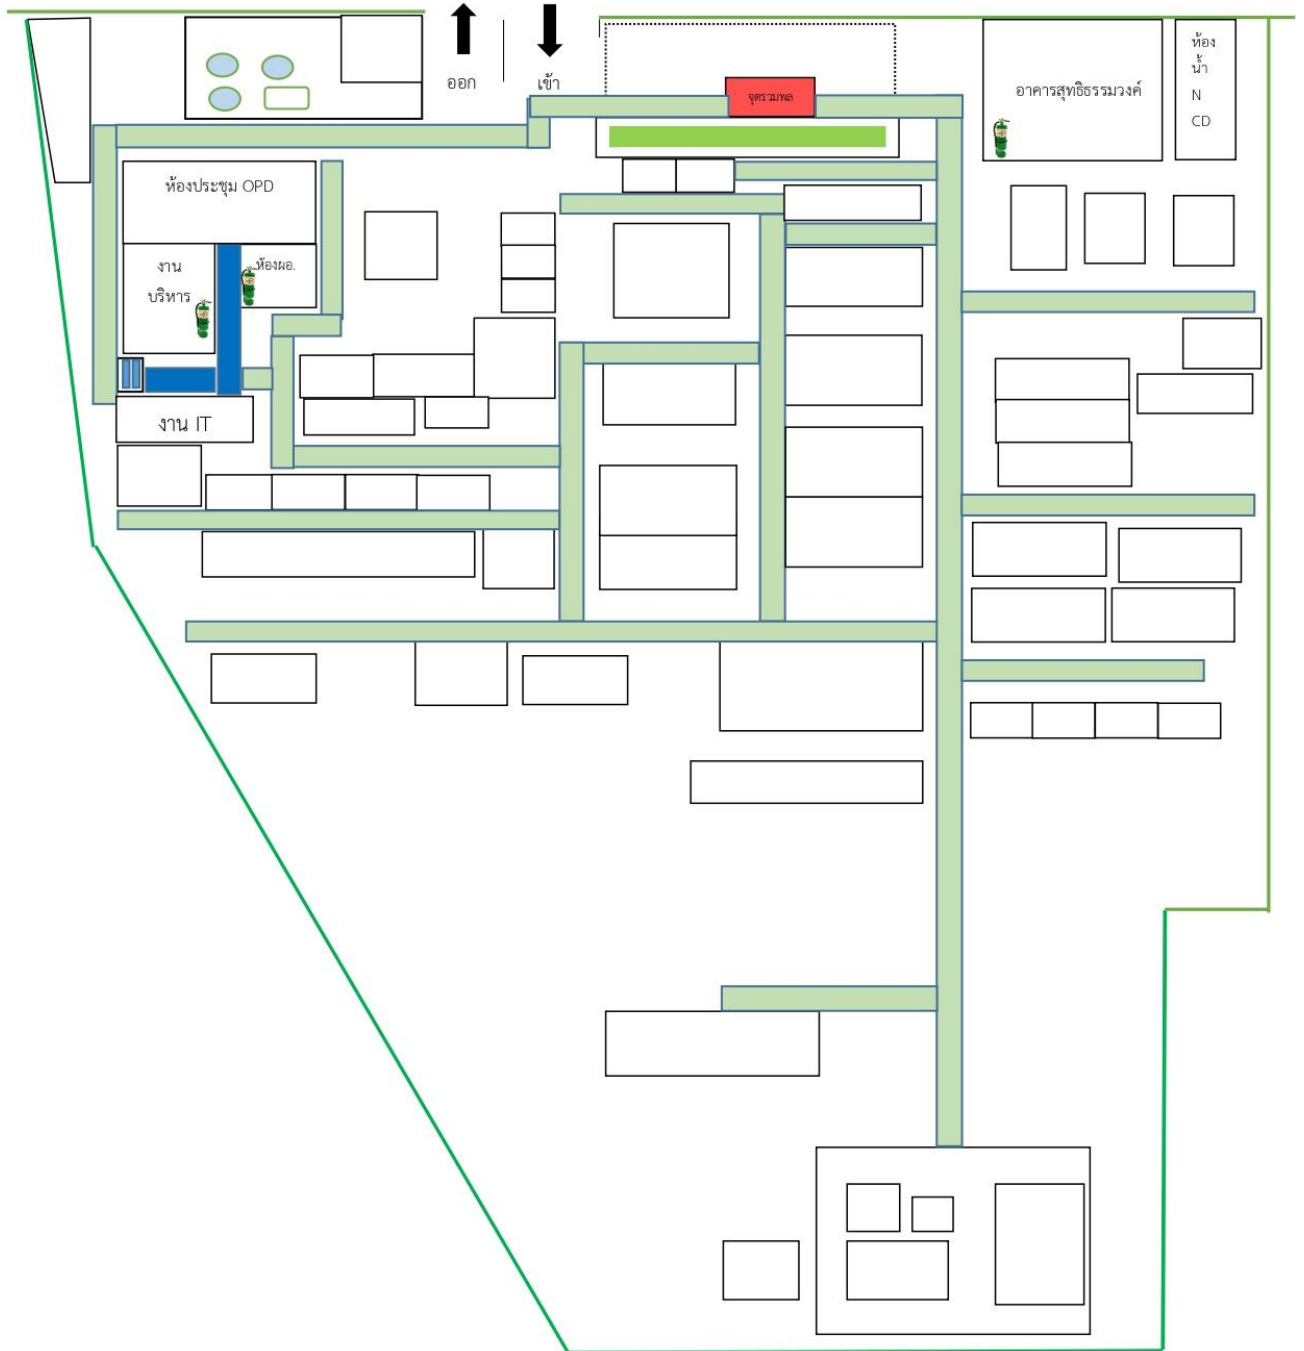 ออก
เข้า
จุดรวมพล
อาคารสุทธิธรรมวงค์
ห้อง
น้ำ
N
CD
ห้องประชุม OPD
งาน
บริหาร
ห้องผอ.
งาน IT